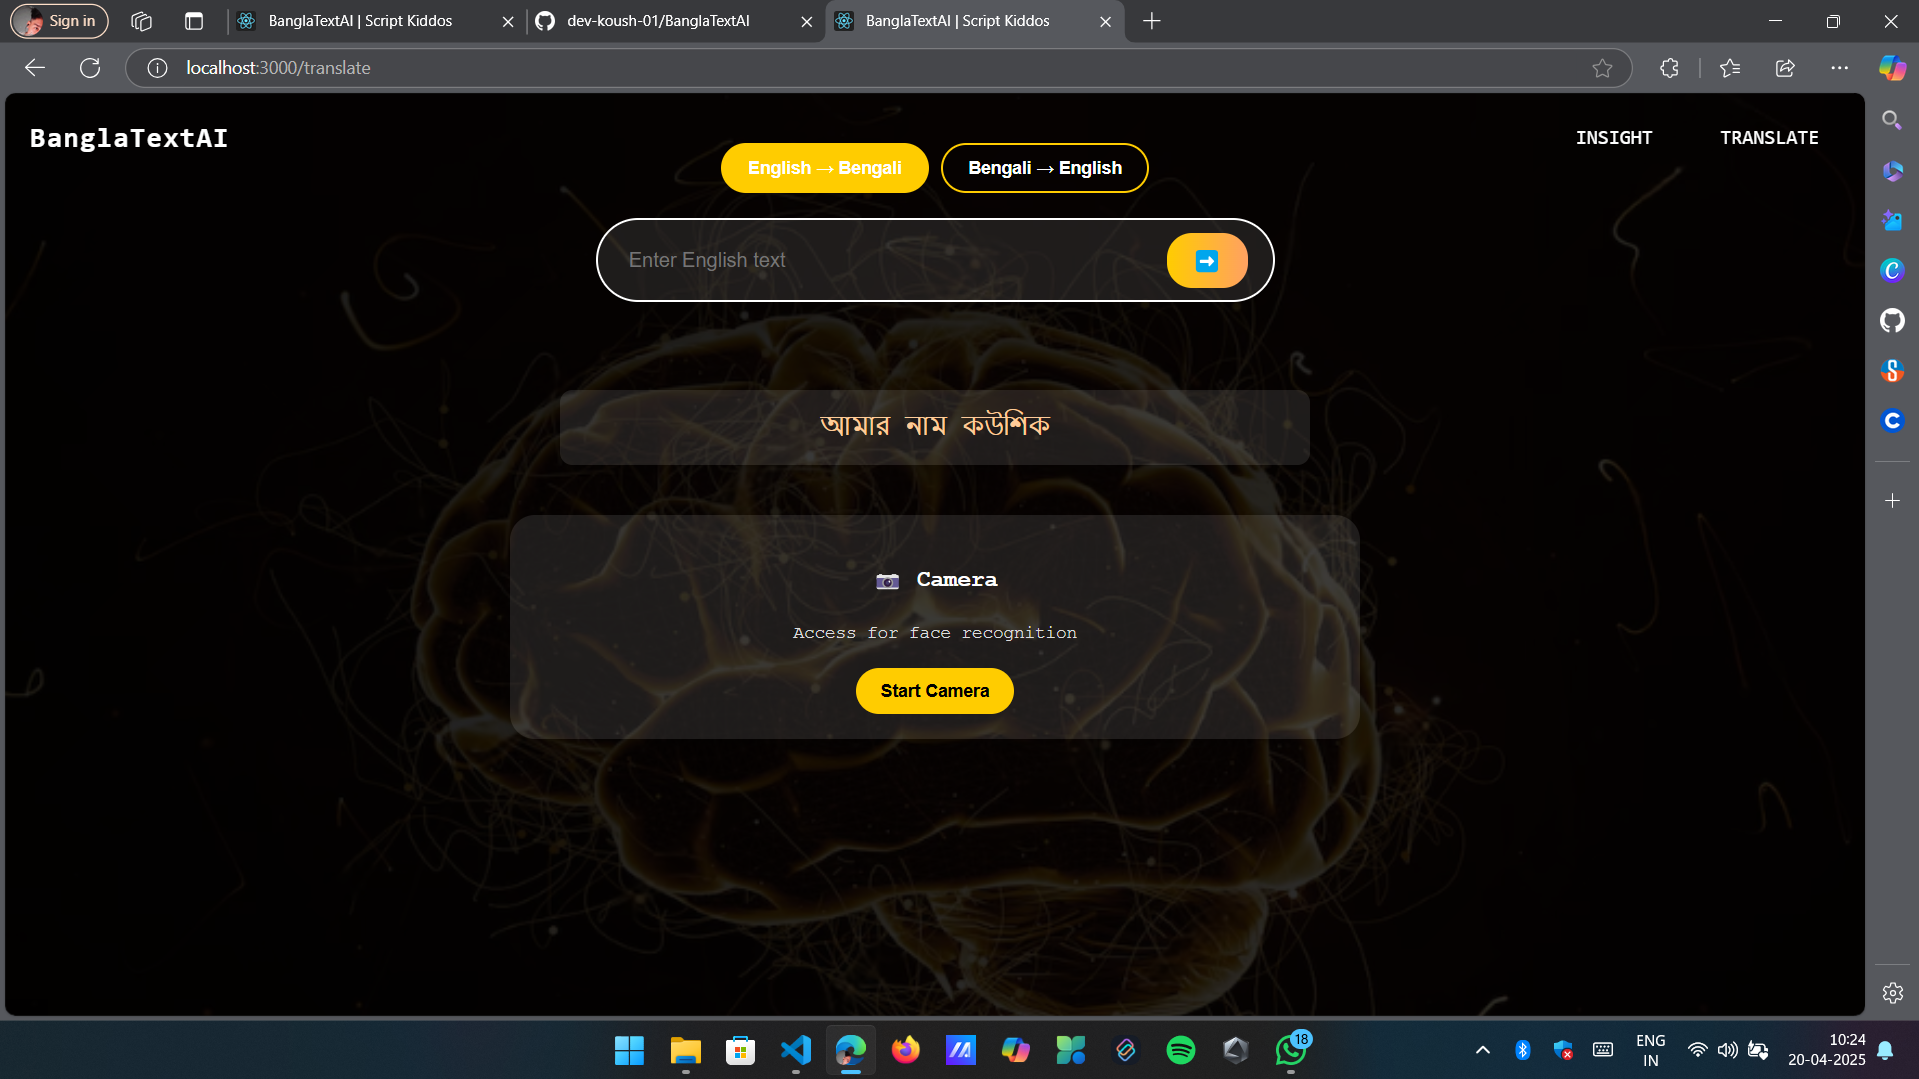 Sign in
BanglaTextAI | Script Kiddos
dev-koush-01/BanglaTextAI
BanglaTextAI | Script Kiddos
localhost:3000/translate
BanglaTextAI
INSIGHT
TRANSLATE
English → Bengali
Bengali → English
Enter English text
আমার নাম কউশিক
Camera
Access for face recognition
Start Camera
18
ENG
IN
10:24
20-04-2025